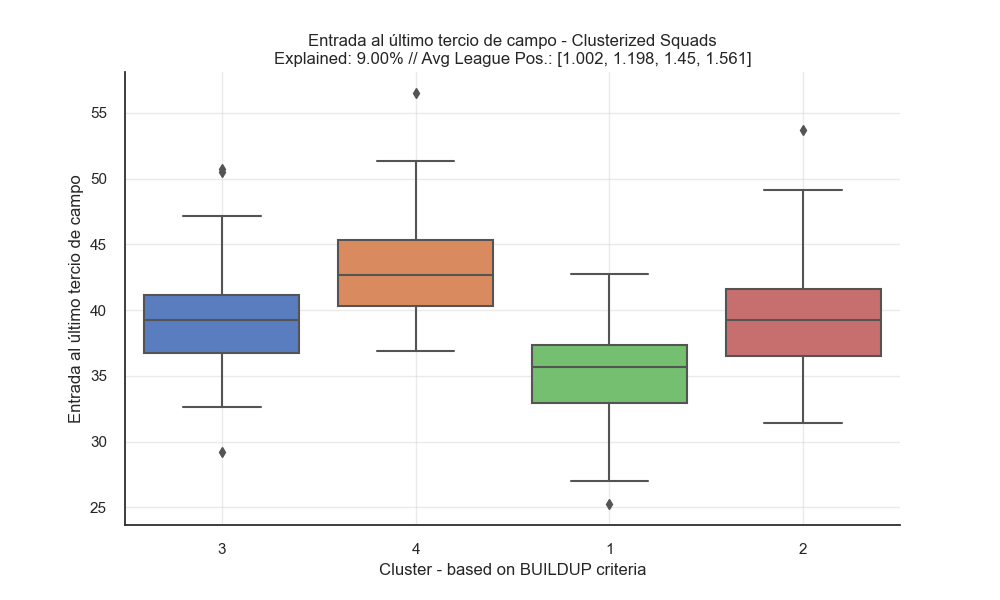 Entrada al último tercio de campo - Clusterized Squads
Explained: 9.00% // Avg League Pos.: [1.002, 1.198, 1.45, 1.561]
Entrada al último tercio de campo
55
50
45
40
35
30
25
3
4
1
2
Cluster - based on BUILDUP criteria